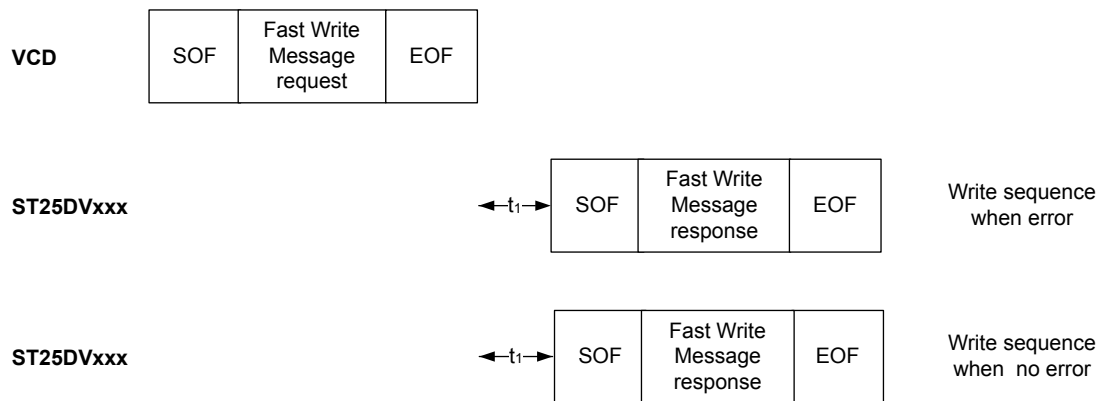 VCD
SOF
Fast Write
Message
request
EOF
ST25DVxxx
t1
SOF
Fast Write
Message
response
EOF
Write sequence
when error
ST25DVxxx
t1
SOF
Fast Write
Message
response
EOF
Write sequence
when no error